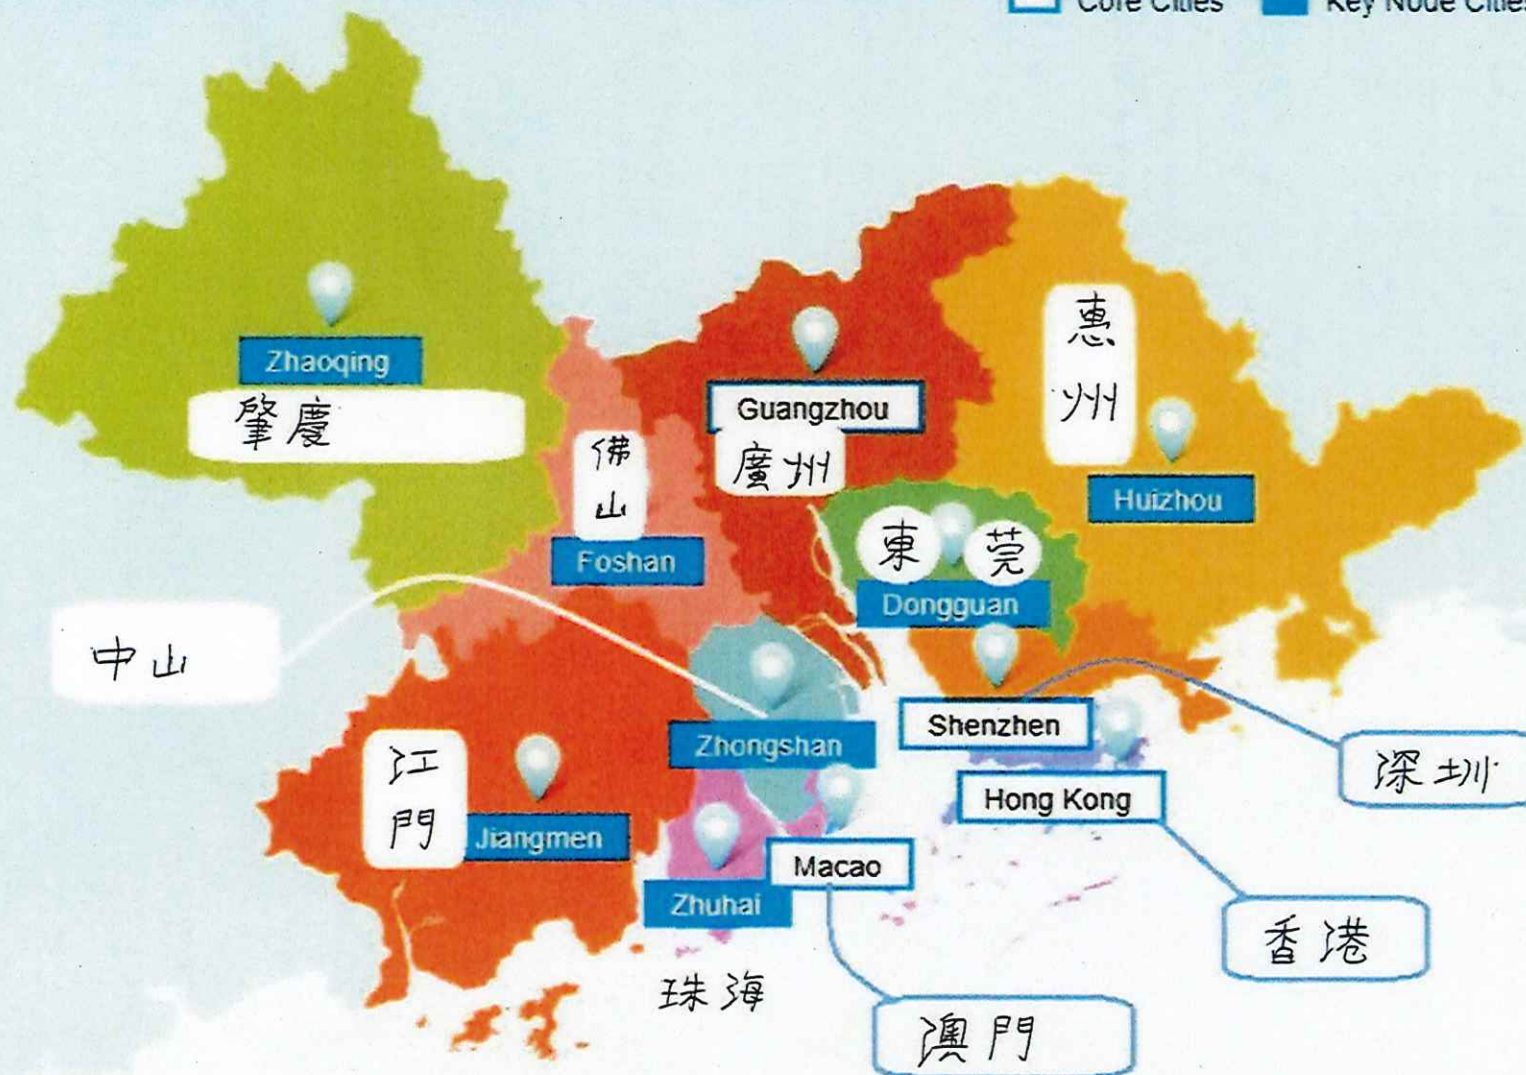 Core Cities
Key Node Cities
Zhaoqing
肇慶
Guangzhou
廣州
惠
州
Huizhou
佛
山
Foshan
東莞
Dongguan
中山
Shenzhen
深圳
Zhongshan
江
門
Jiangmen
Hong Kong
香港
Macao
澳門
Zhuhai
珠海